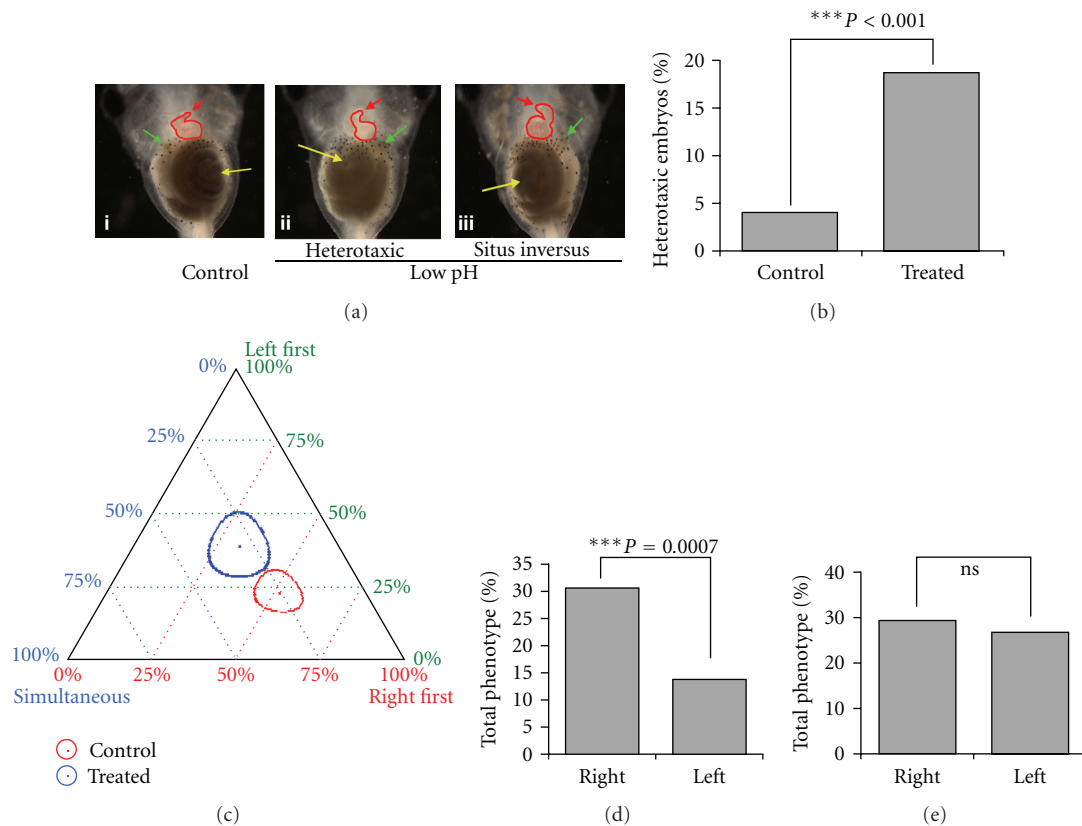 i
ii
iii
Heterotaxic
Situs inversus
Control
Low pH
(a)
***P < 0.001
Heterotaxic embryos (%)
20
15
10
5
0
Control
Treated
(b)
Left first
0%
100%
25%
75%
50%
50%
75%
25%
100%
0%
0%
25%
50%
75%
100%
Simultaneous
Right first
Control
Treated
(c)
***P = 0.0007
Total phenotype (%)
35
30
25
20
15
10
5
0
Right
Left
(d)
ns
Total phenotype (%)
40
30
20
10
0
Right
Left
(e)